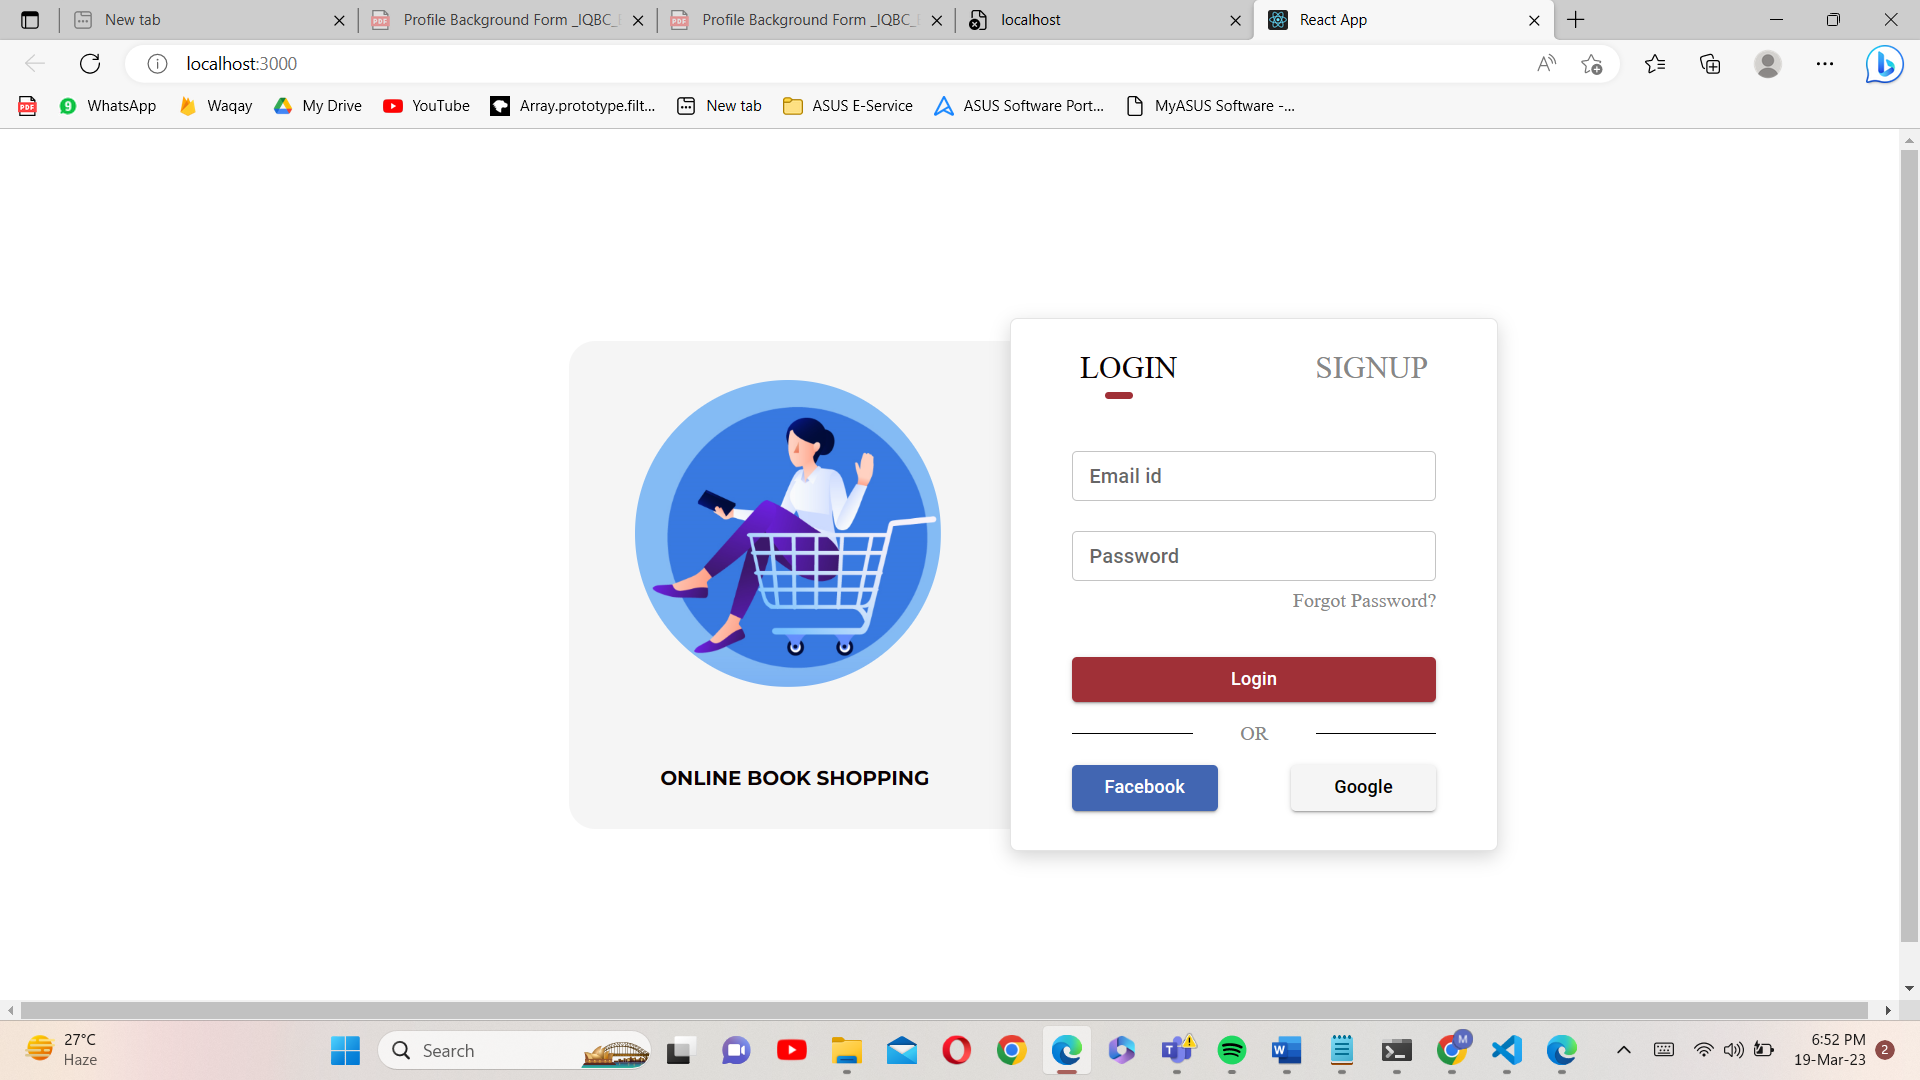 New tab
Profile Background Form _IQBC_
Profile Background Form _IQBC_
localhost
React App
localhost:3000
WhatsApp
Waqay
My Drive
YouTube
Array.prototype.filt...
New tab
ASUS E-Service
ASUS Software Port...
MyASUS Software -...
LOGIN
SIGNUP
Email id
Password
Forgot Password?
Login
OR
Facebook
Google
ONLINE BOOK SHOPPING
27°C
Haze
Search
M
6:52 PM
19-Mar-23
2